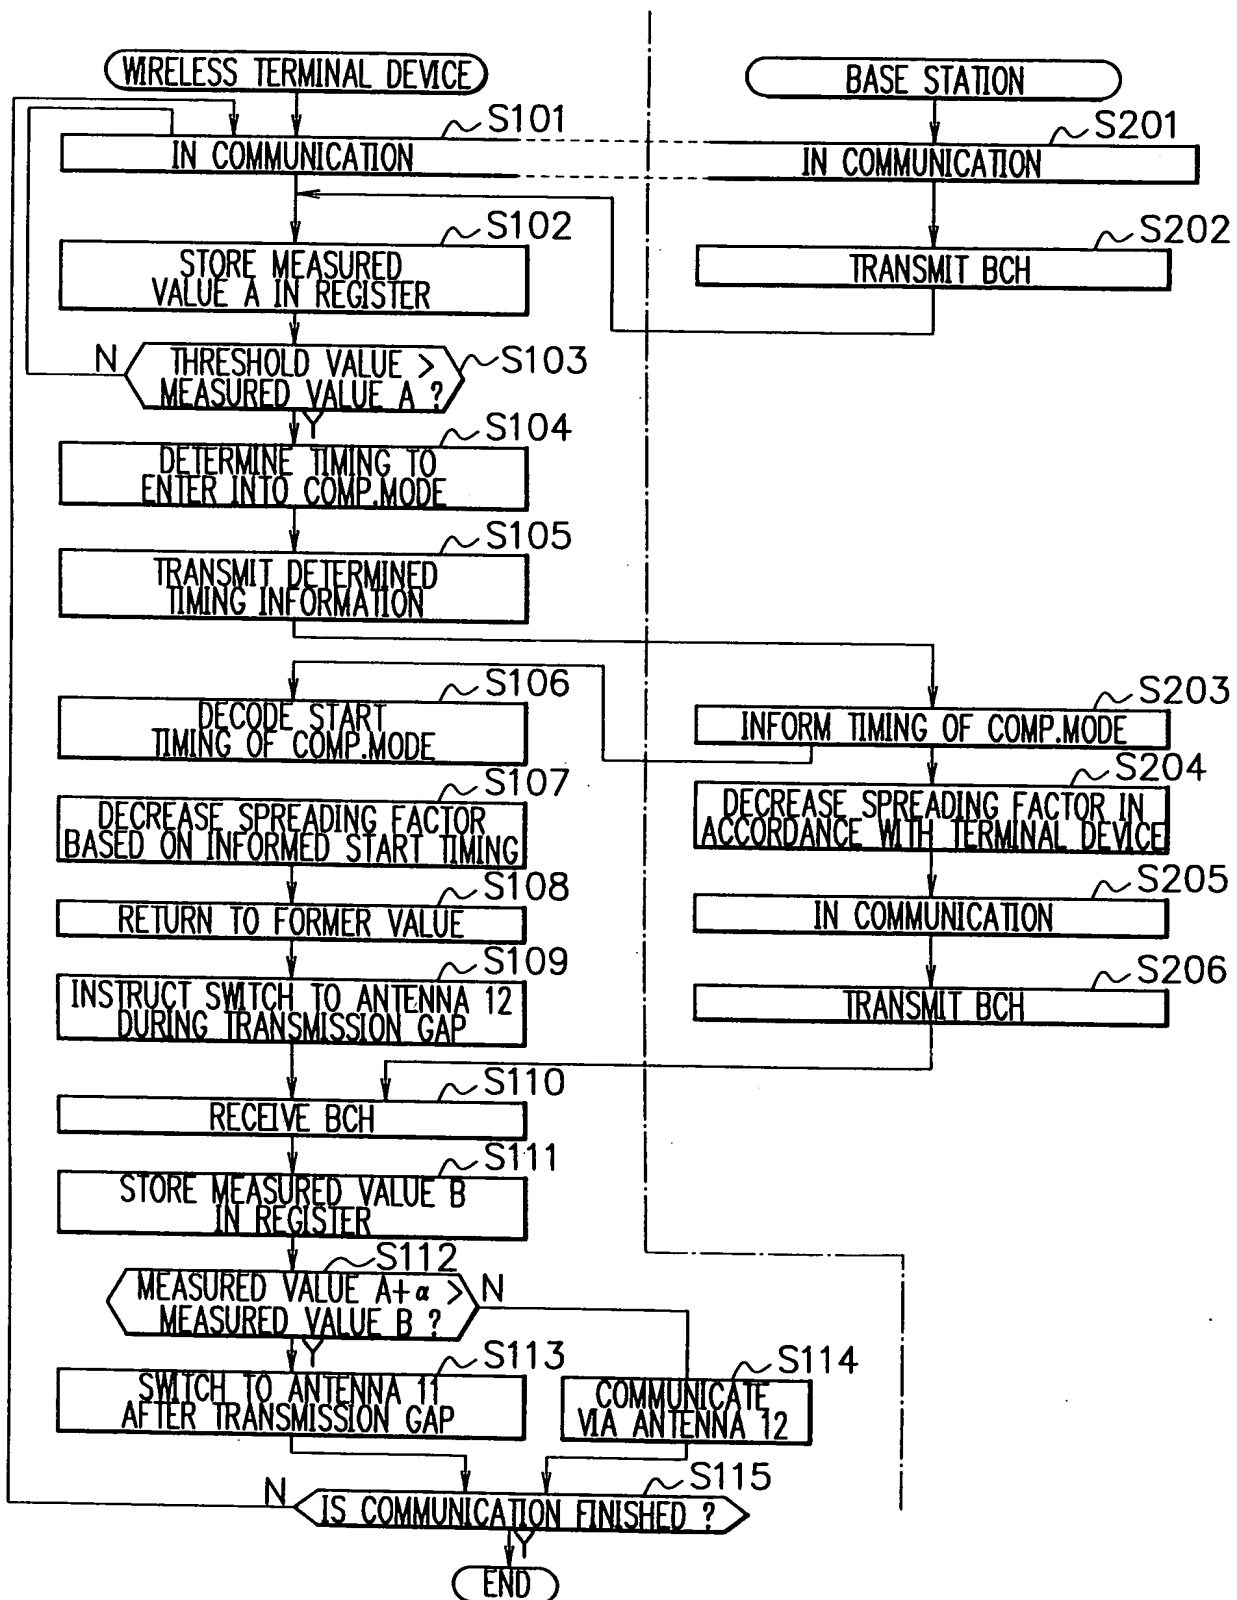 WIRELESS TERMINAL DEVICE
BASE STATION
S101
IN COMMUNICATION
S201
IN COMMUNICATION
S102
STORE MEASURED
VALUE A IN REGISTER
S202
TRANSMIT BCH
S103
THRESHOLD VALUE >
MEASURED VALUE A ?
N
Y
S104
DETERMINE TIMING TO
ENTER INTO COMP.MODE
S105
TRANSMIT DETERMINED
TIMING INFORMATION
S106
DECODE START
TIMING OF COMP.MODE
S203
INFORM TIMING OF COMP.MODE
S107
DECREASE SPREADING FACTOR
BASED ON INFORMED START TIMING
S204
DECREASE SPREADING FACTOR IN
ACCORDANCE WITH TERMINAL DEVICE
S108
RETURN TO FORMER VALUE
S205
IN COMMUNICATION
S109
INSTRUCT SWITCH TO ANTENNA 12
DURING TRANSMISSION GAP
S206
TRANSMIT BCH
S110
RECEIVE BCH
S111
STORE MEASURED VALUE B
IN REGISTER
S112
MEASURED VALUE A+α >
MEASURED VALUE B ?
N
Y
S113
SWITCH TO ANTENNA 11
AFTER TRANSMISSION GAP
S114
COMMUNICATE
VIA ANTENNA 12
S115
IS COMMUNICATION FINISHED ?
N
Y
END